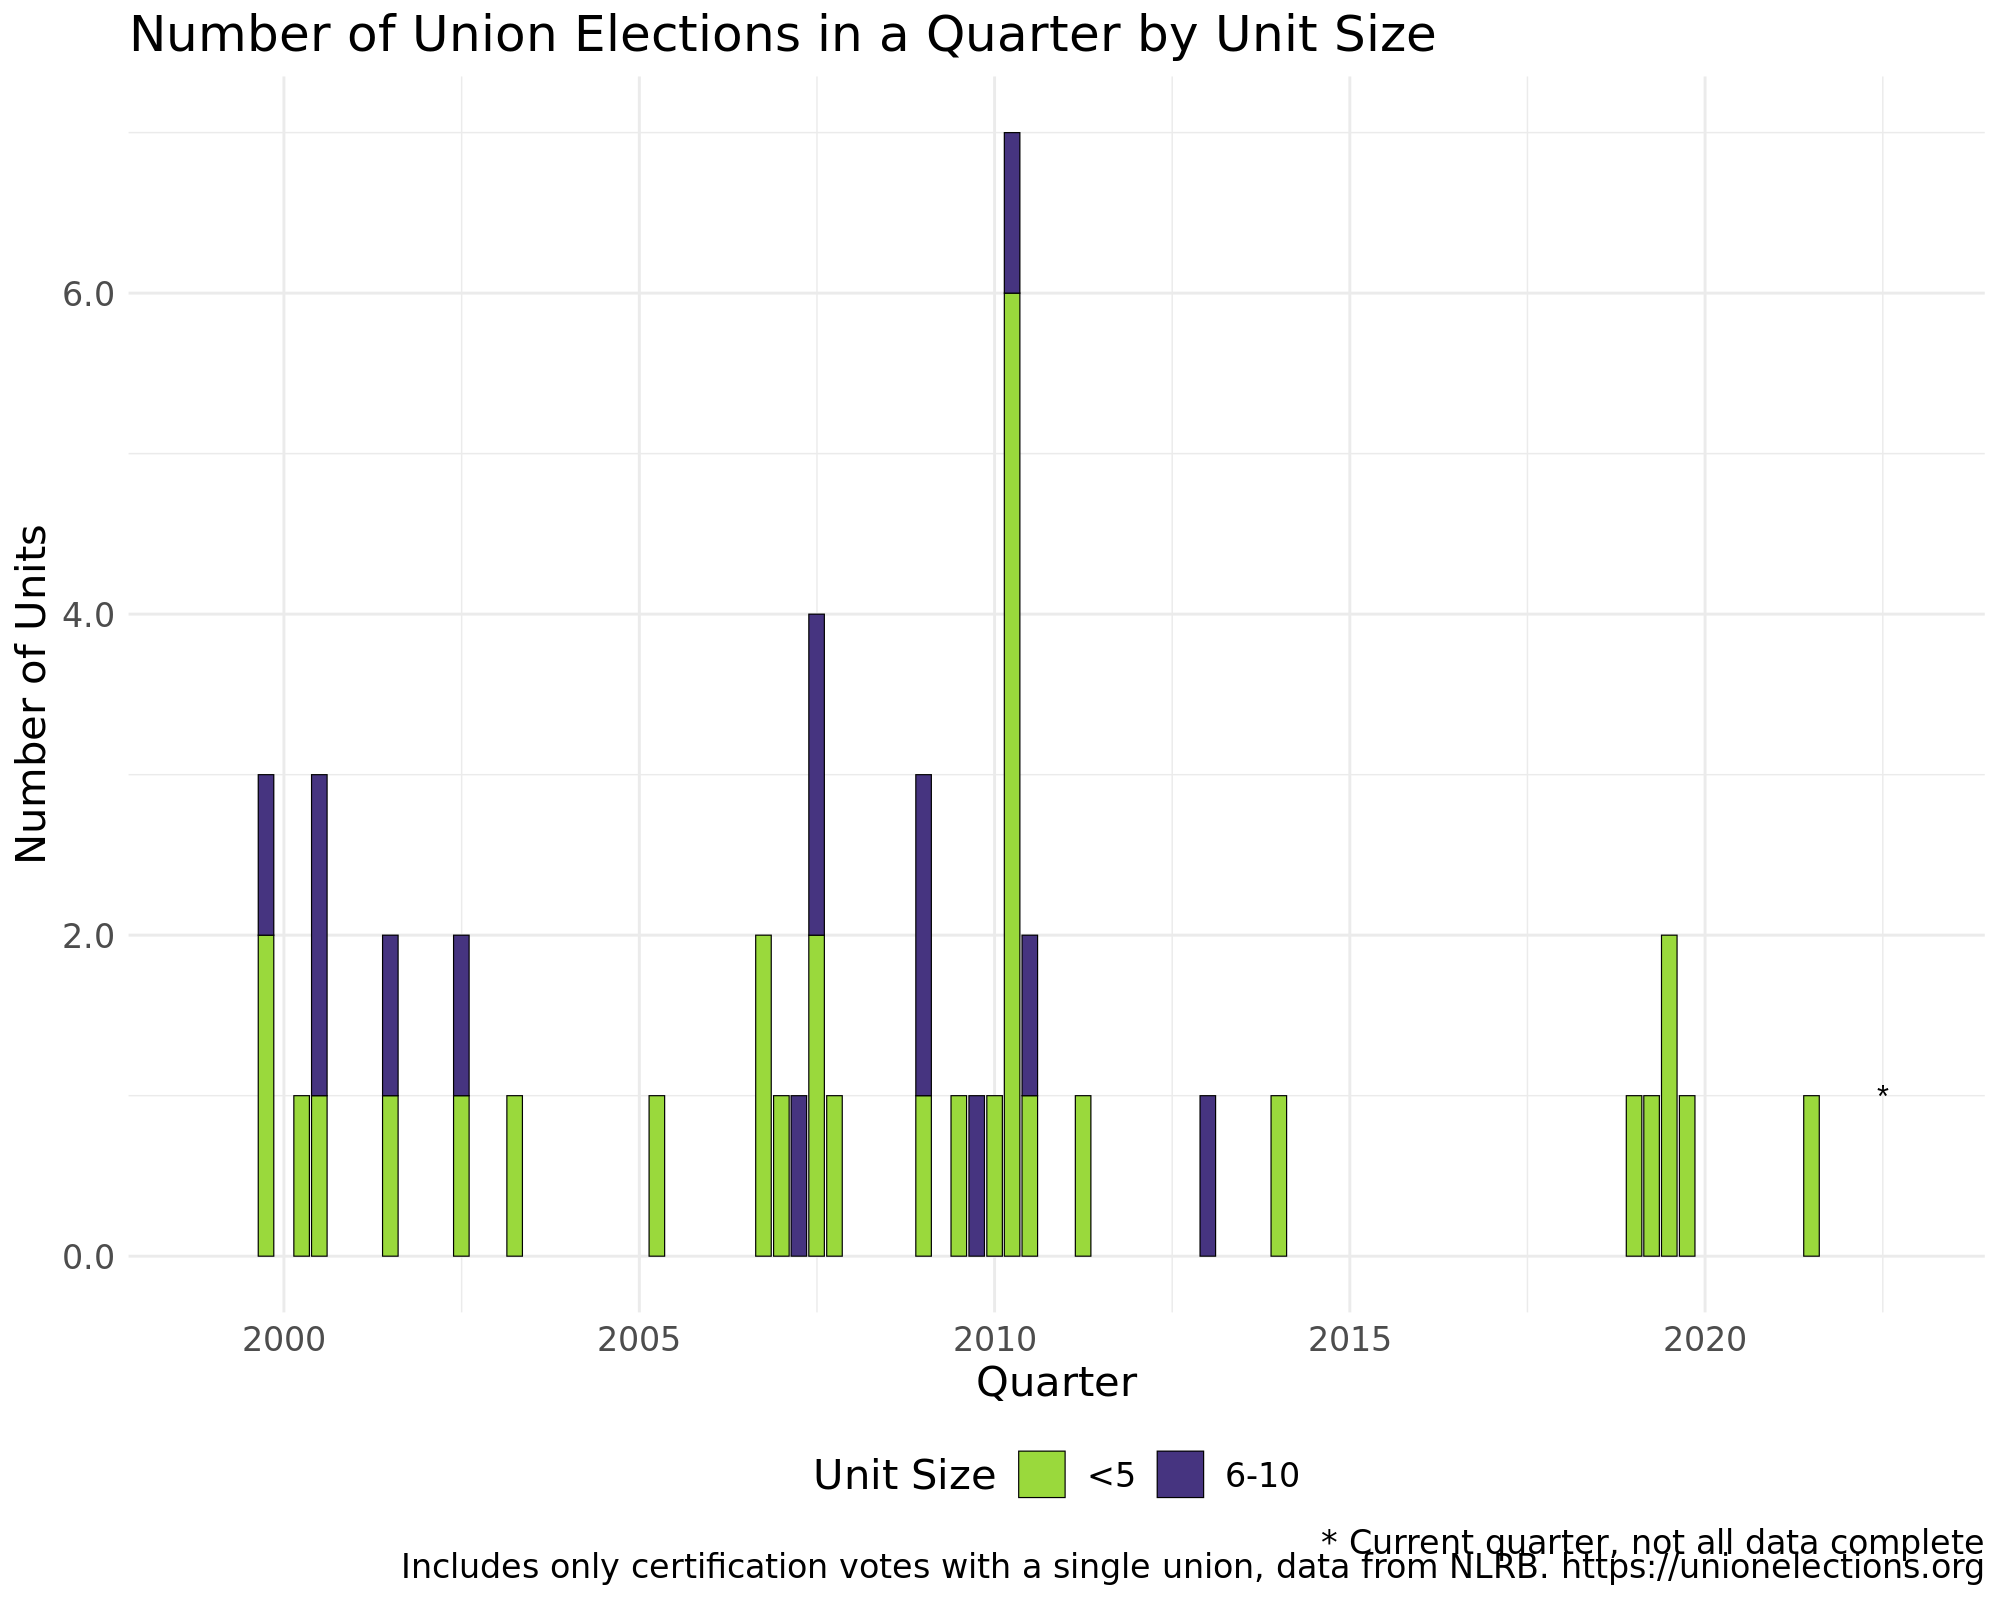 Number of Union Elections in a Quarter by Unit Size
Number of Units
6.0
4.0
2.0
0.0
*
2000 2005 2010 2015 2020
Quarter
Unit Size <5 6-10
* Current quarter, not all data complete
Includes only certification votes with a single union, data from NLRB. https://unionelections.org